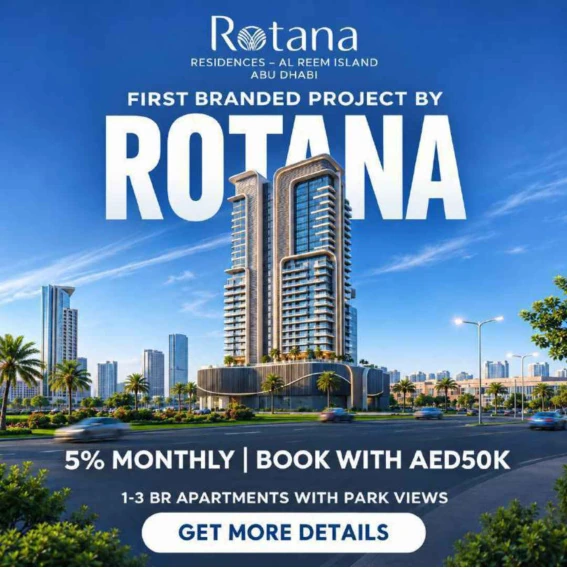 Rotana
RESIDENCES – AL REEM ISLAND
ABU DHABI
FIRST BRANDED PROJECT BY
ROTANA
5% MONTHLY | BOOK WITH AED50K
1-3 BR APARTMENTS WITH PARK VIEWS
GET MORE DETAILS